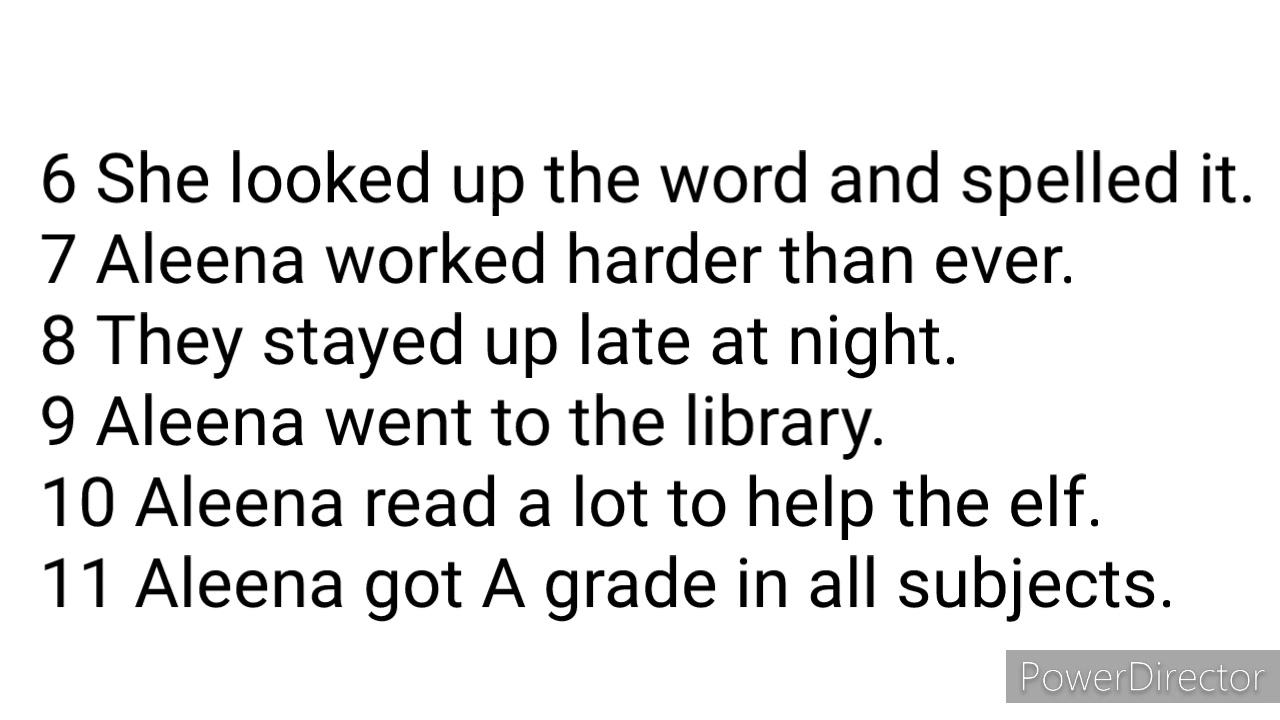 6 She looked up the word and spelled it.
7 Aleena worked harder than ever.
8 They stayed up late at night.
9 Aleena went to the library.
10 Aleena read a lot to help the elf.
11 Aleena got A grade in all subjects.
PowerDirector